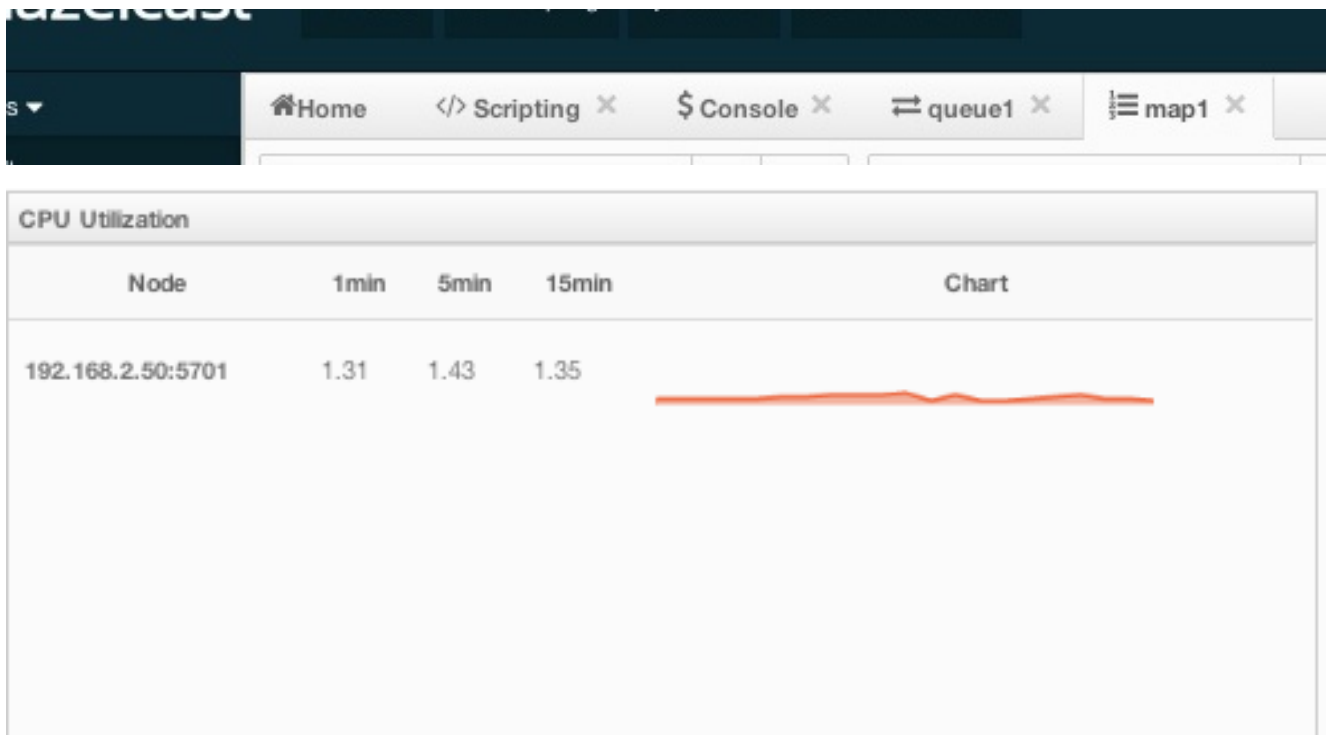 Home </> Scripting × $ Console × queue1 × map1 ×
CPU Utilization
Node 1min 5min 15min Chart
192.168.2.50:5701 1.31 1.43 1.35